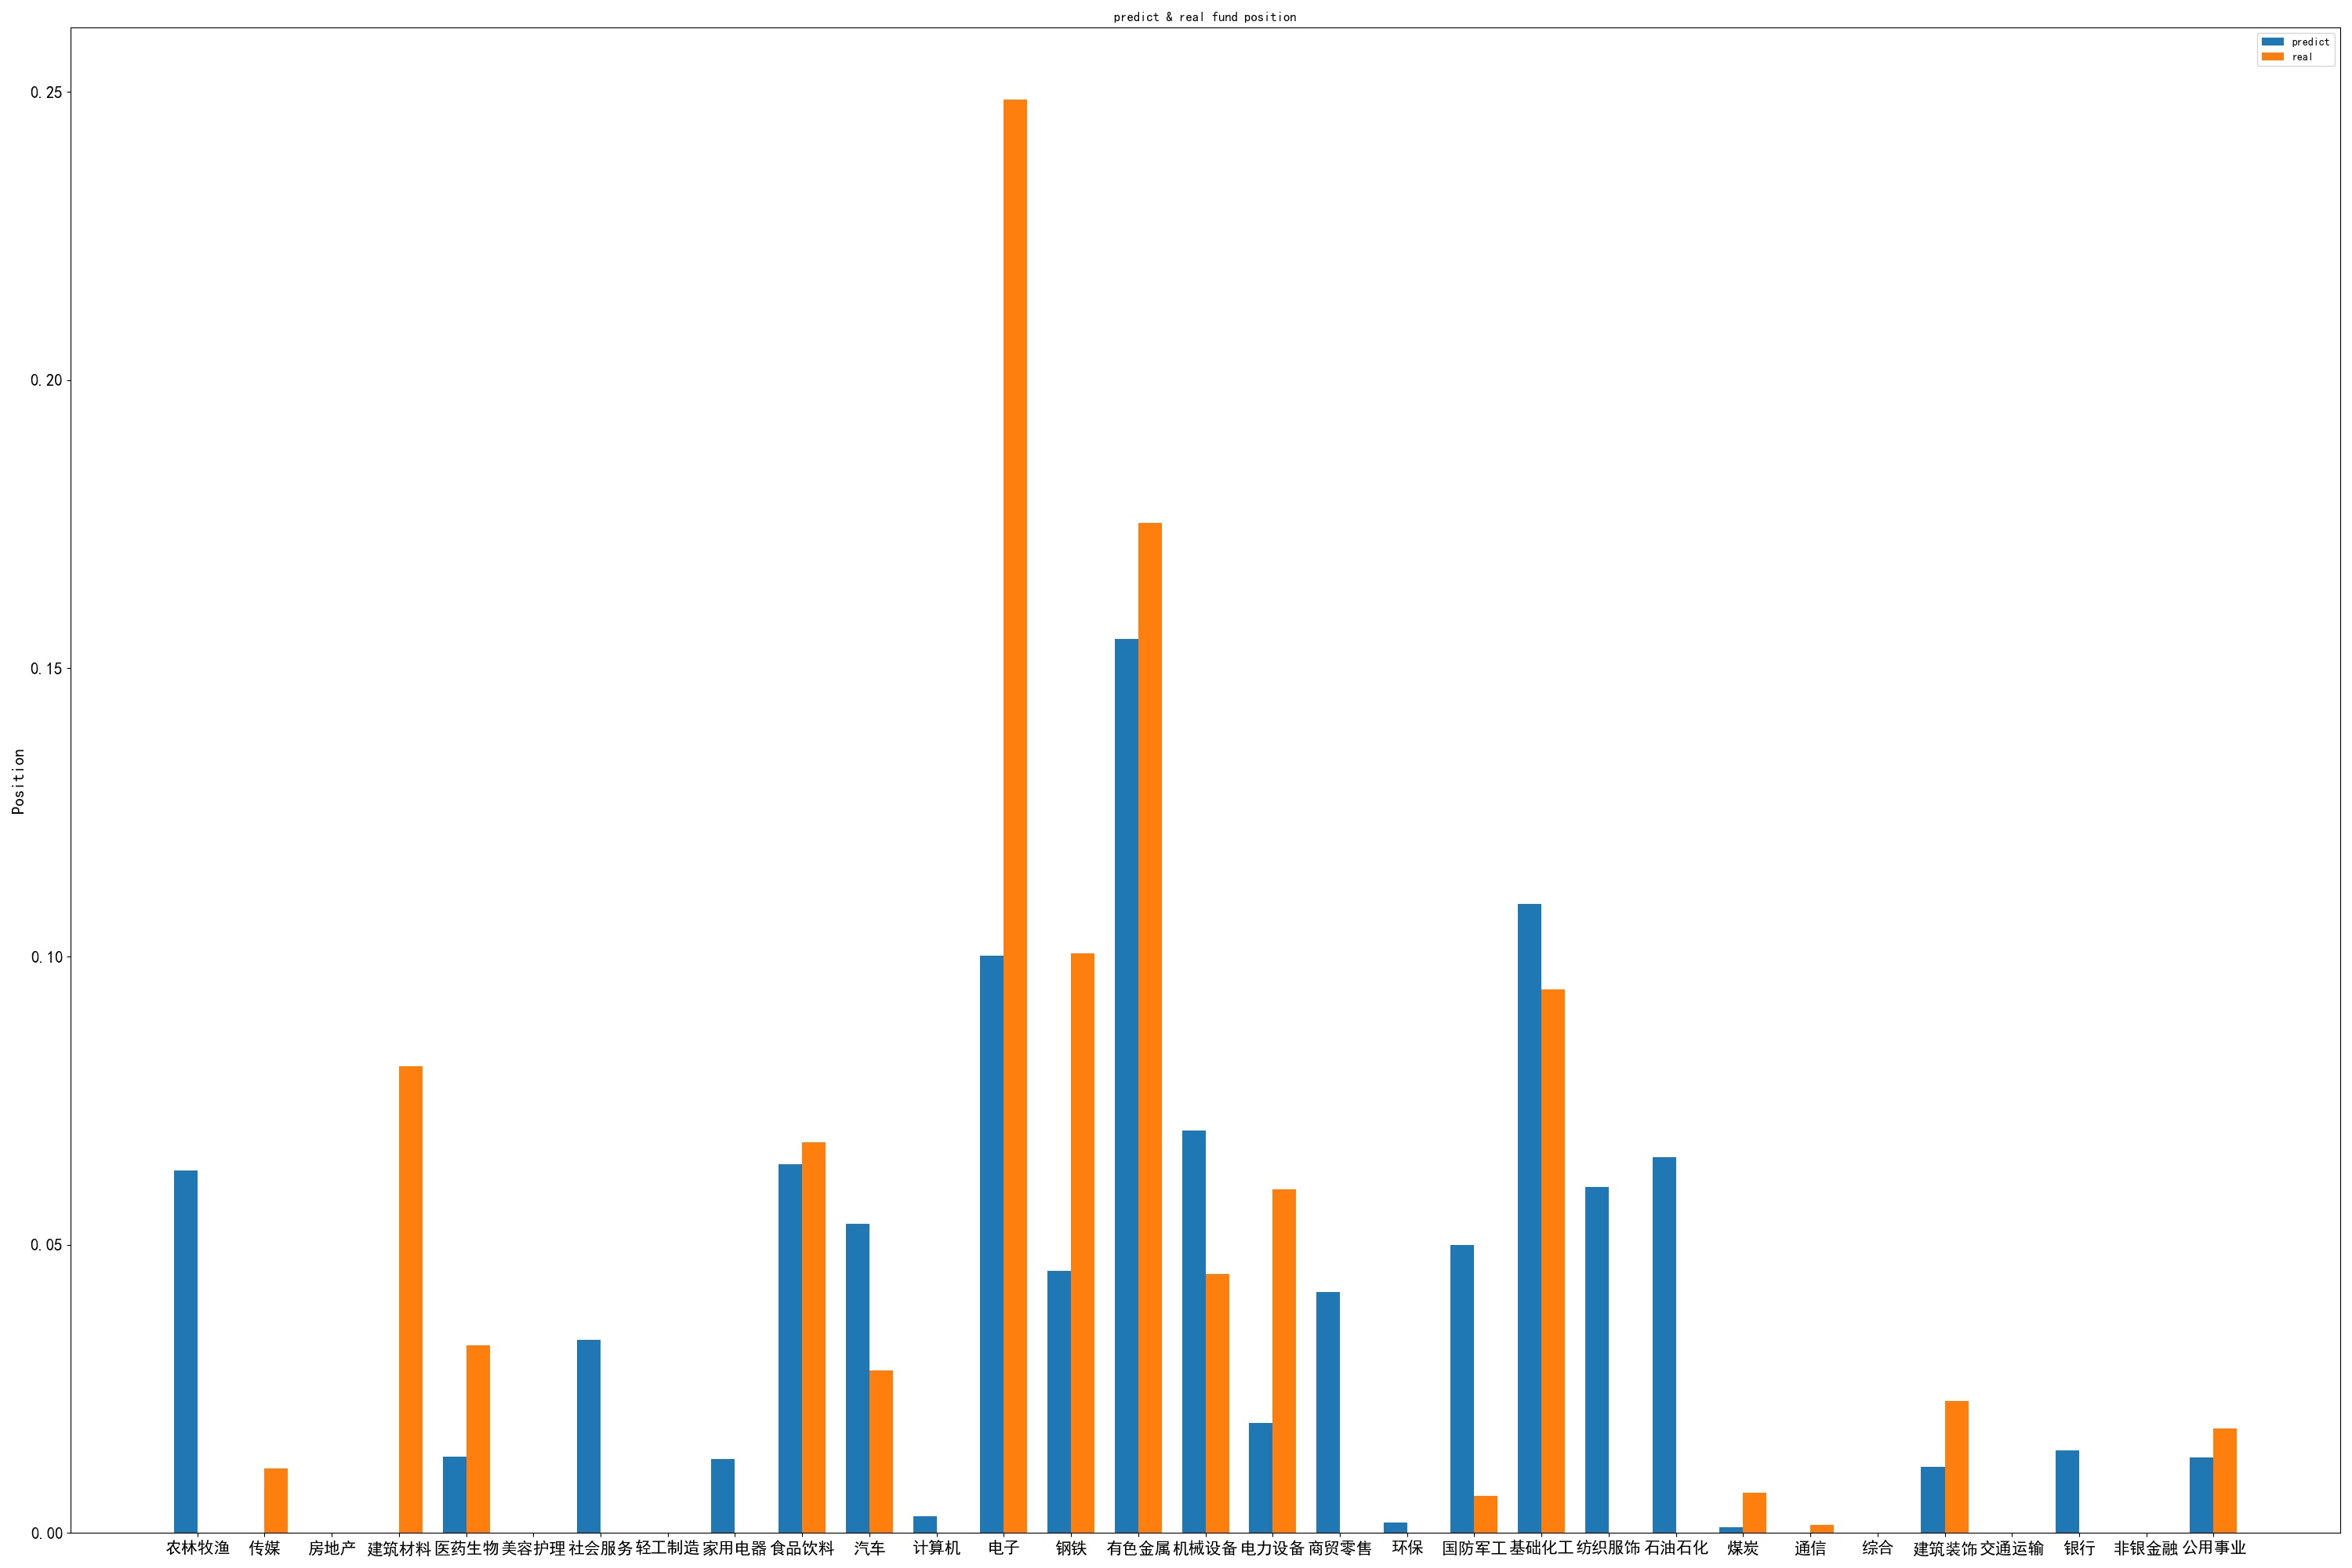 predict & real fund position
predict
real
0.25
0.20
0.15
0.10
0.05
0.00
Position
农林牧渔 传媒 房地产 建筑材料 医药生物 美容护理 社会服务 轻工制造 家用电器 食品饮料 汽车 计算机 电子 钢铁 有色金属 机械设备 电力设备 商贸零售 环保 国防军工 基础化工 纺织服饰 石油石化 煤炭 通信 综合 建筑装饰 交通运输 银行 非银金融 公用事业